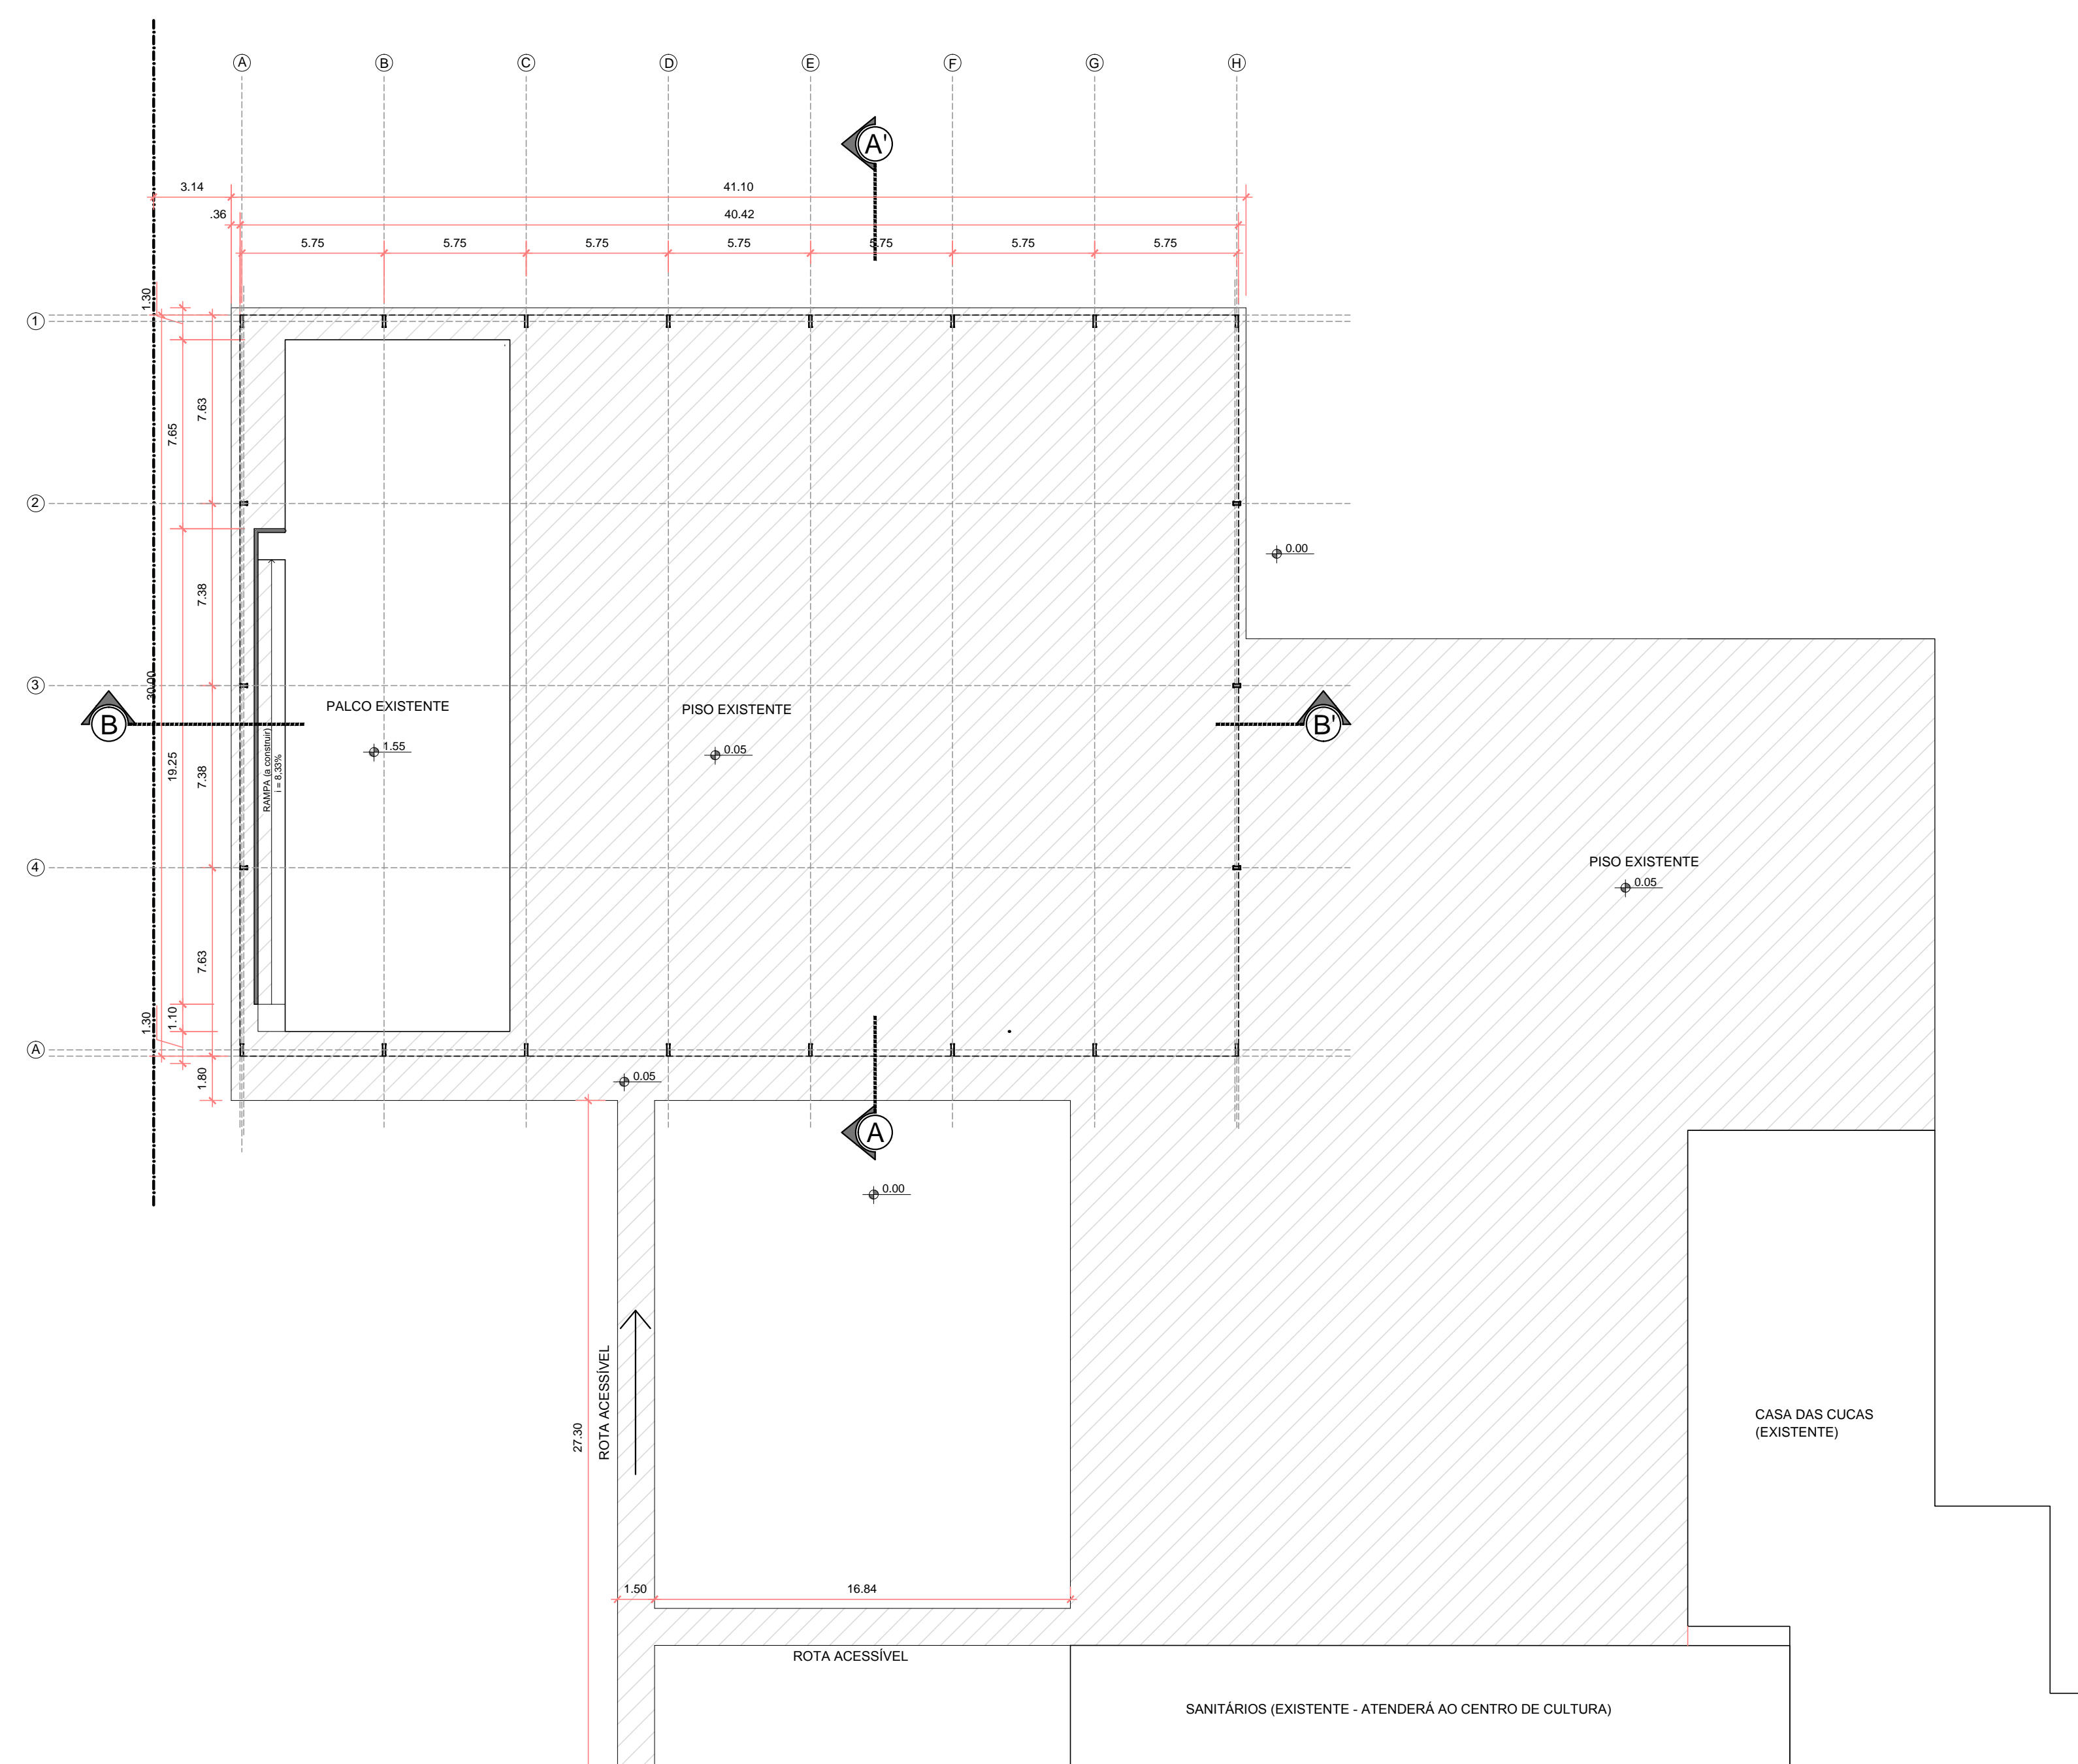 A
B
C
D
E
F
G
H
A'
3.14
41.10
.36
40.42
5.75
5.75
5.75
5.75
5.75
5.75
5.75
1.30
1
7.63
7.65
2
0.00
7.38
3
30.00
PALCO EXISTENTE
PISO EXISTENTE
B
B'
1.55
0.05
RAMPA (a construir)
i = 8,33%
19.25
7.38
4
PISO EXISTENTE
0.05
7.63
1.30
1.10
A
1.80
0.05
A
0.00
ROTA ACESSÍVEL
27.30
CASA DAS CUCAS
(EXISTENTE)
1.50
16.84
ROTA ACESSÍVEL
SANITÁRIOS (EXISTENTE - ATENDERÁ AO CENTRO DE CULTURA)